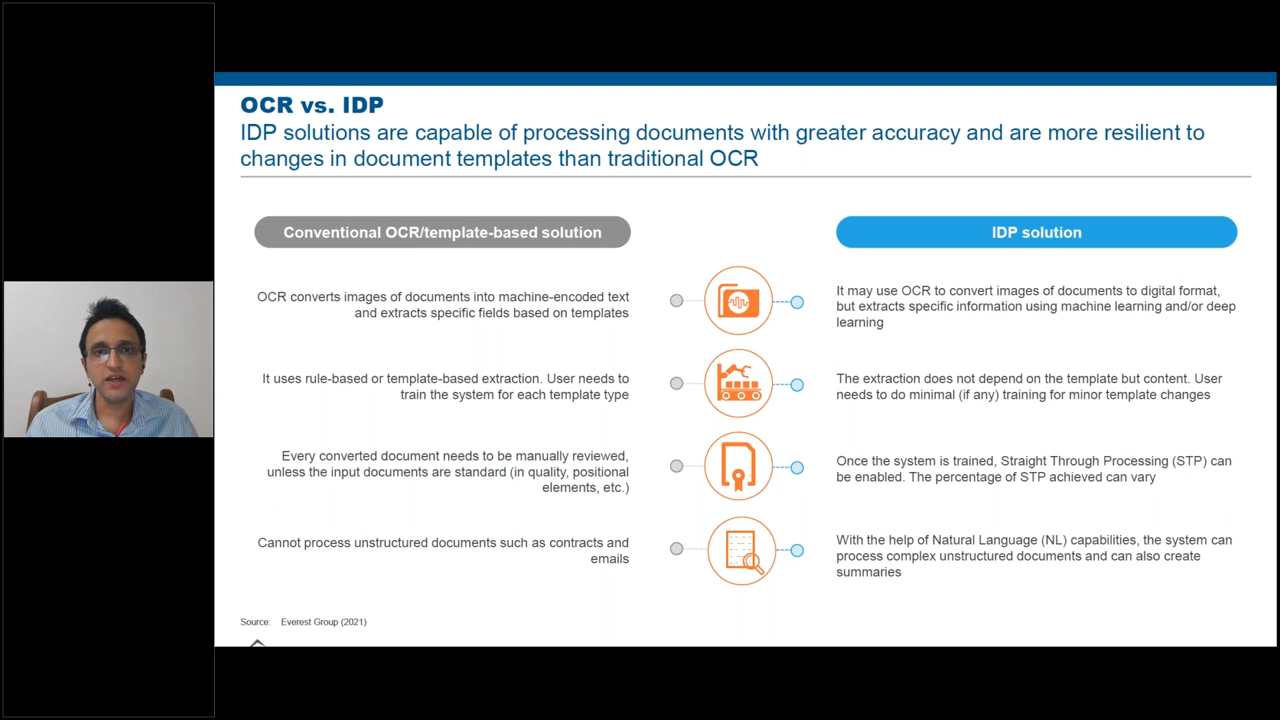 OCR vs. IDP
IDP solutions are capable of processing documents with greater accuracy and are more resilient to
changes in document templates than traditional OCR
Conventional OCR/template-based solution
IDP solution
OCR converts images of documents into machine-encoded text
and extracts specific fields based on templates
It may use OCR to convert images of documents to digital format,
but extracts specific information using machine learning and/or deep
learning
It uses rule-based or template-based extraction. User needs to
train the system for each template type
The extraction does not depend on the template but content. User
needs to do minimal (if any) training for minor template changes
Every converted document needs to be manually reviewed,
unless the input documents are standard (in quality, positional
elements, etc.)
Once the system is trained, Straight Through Processing (STP) can
be enabled. The percentage of STP achieved can vary
Cannot process unstructured documents such as contracts and
emails
With the help of Natural Language (NL) capabilities, the system can
process complex unstructured documents and can also create
summaries
Source: Everest Group (2021)